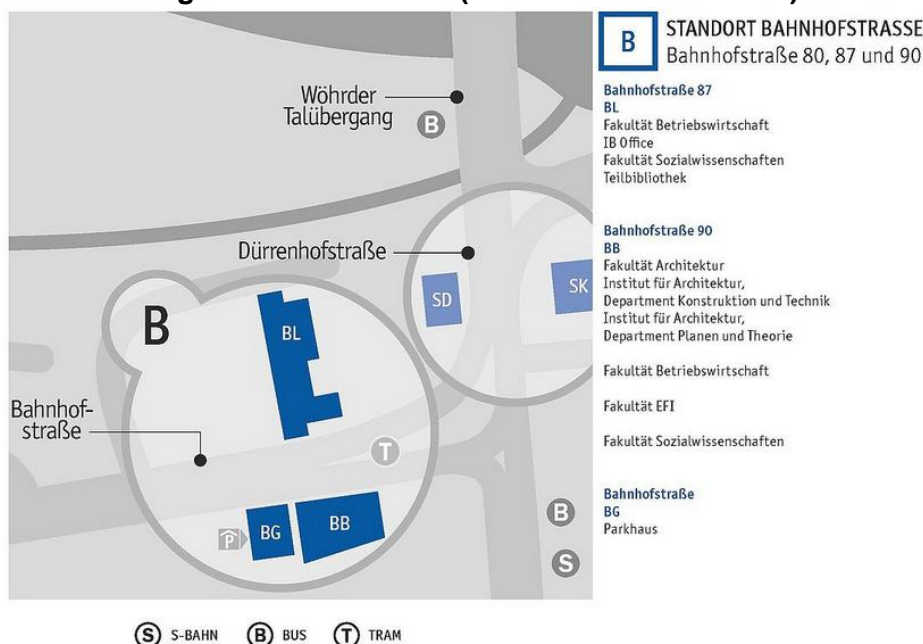 Wöhrder
Talübergang
B
Dürrenhofstraße
SD
SK
B
BL
Bahnhof-
straße
T
BG
BB
P
B
S
S S-BAHN B BUS T TRAM
B
STANDORT BAHNHOFSTRASSE
Bahnhofstraße 80, 87 und 90
Bahnhofstraße 87
BL
Fakultät Betriebswirtschaft
IB Office
Fakultät Sozialwissenschaften
Teilbibliothek
Bahnhofstraße 90
BB
Fakultät Architektur
Institut für Architektur,
Department Konstruktion und Technik
Institut für Architektur,
Department Planen und Theorie
Fakultät Betriebswirtschaft
Fakultät EFI
Fakultät Sozialwissenschaften
Bahnhofstraße
BG
Parkhaus